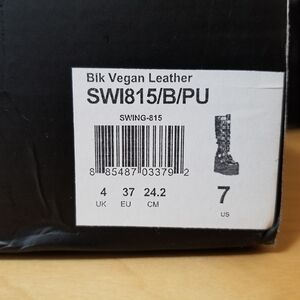 Blk Vegan Leather
SWI815/B/PU
SWING-815
8 85487 03379 2
4 37 24.2 7
UK EU CM US